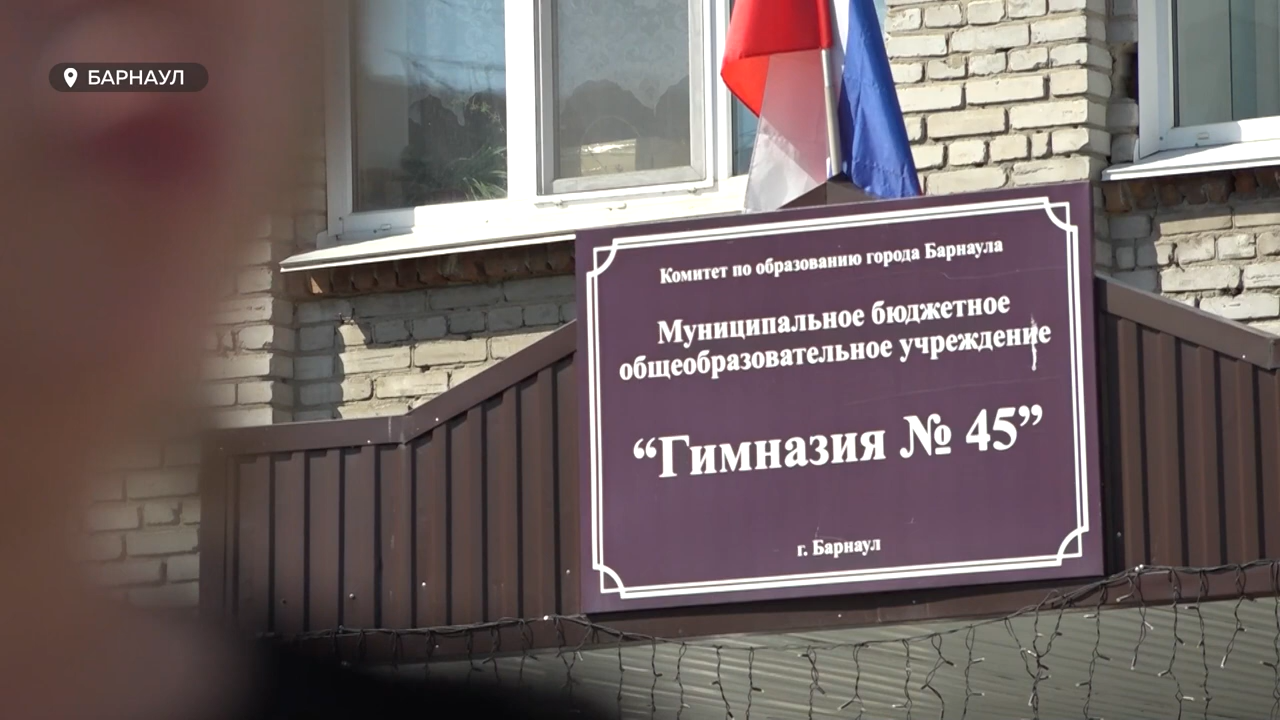 БАРНАУЛ
Комитет по образованию города Барнаула
Муниципальное бюджетное
общеобразовательное учреждение
“Гимназия № 45”
г. Барнаул